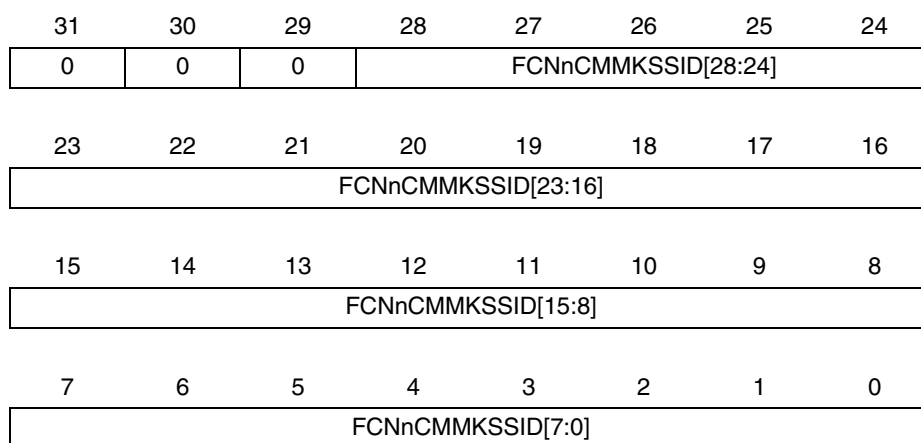 31 30 29 28 27 26 25 24
0 0 0 FCNnCMMKSSID[28:24]
23 22 21 20 19 18 17 16
FCNnCMMKSSID[23:16]
15 14 13 12 11 10 9 8
FCNnCMMKSSID[15:8]
7 6 5 4 3 2 1 0
FCNnCMMKSSID[7:0]